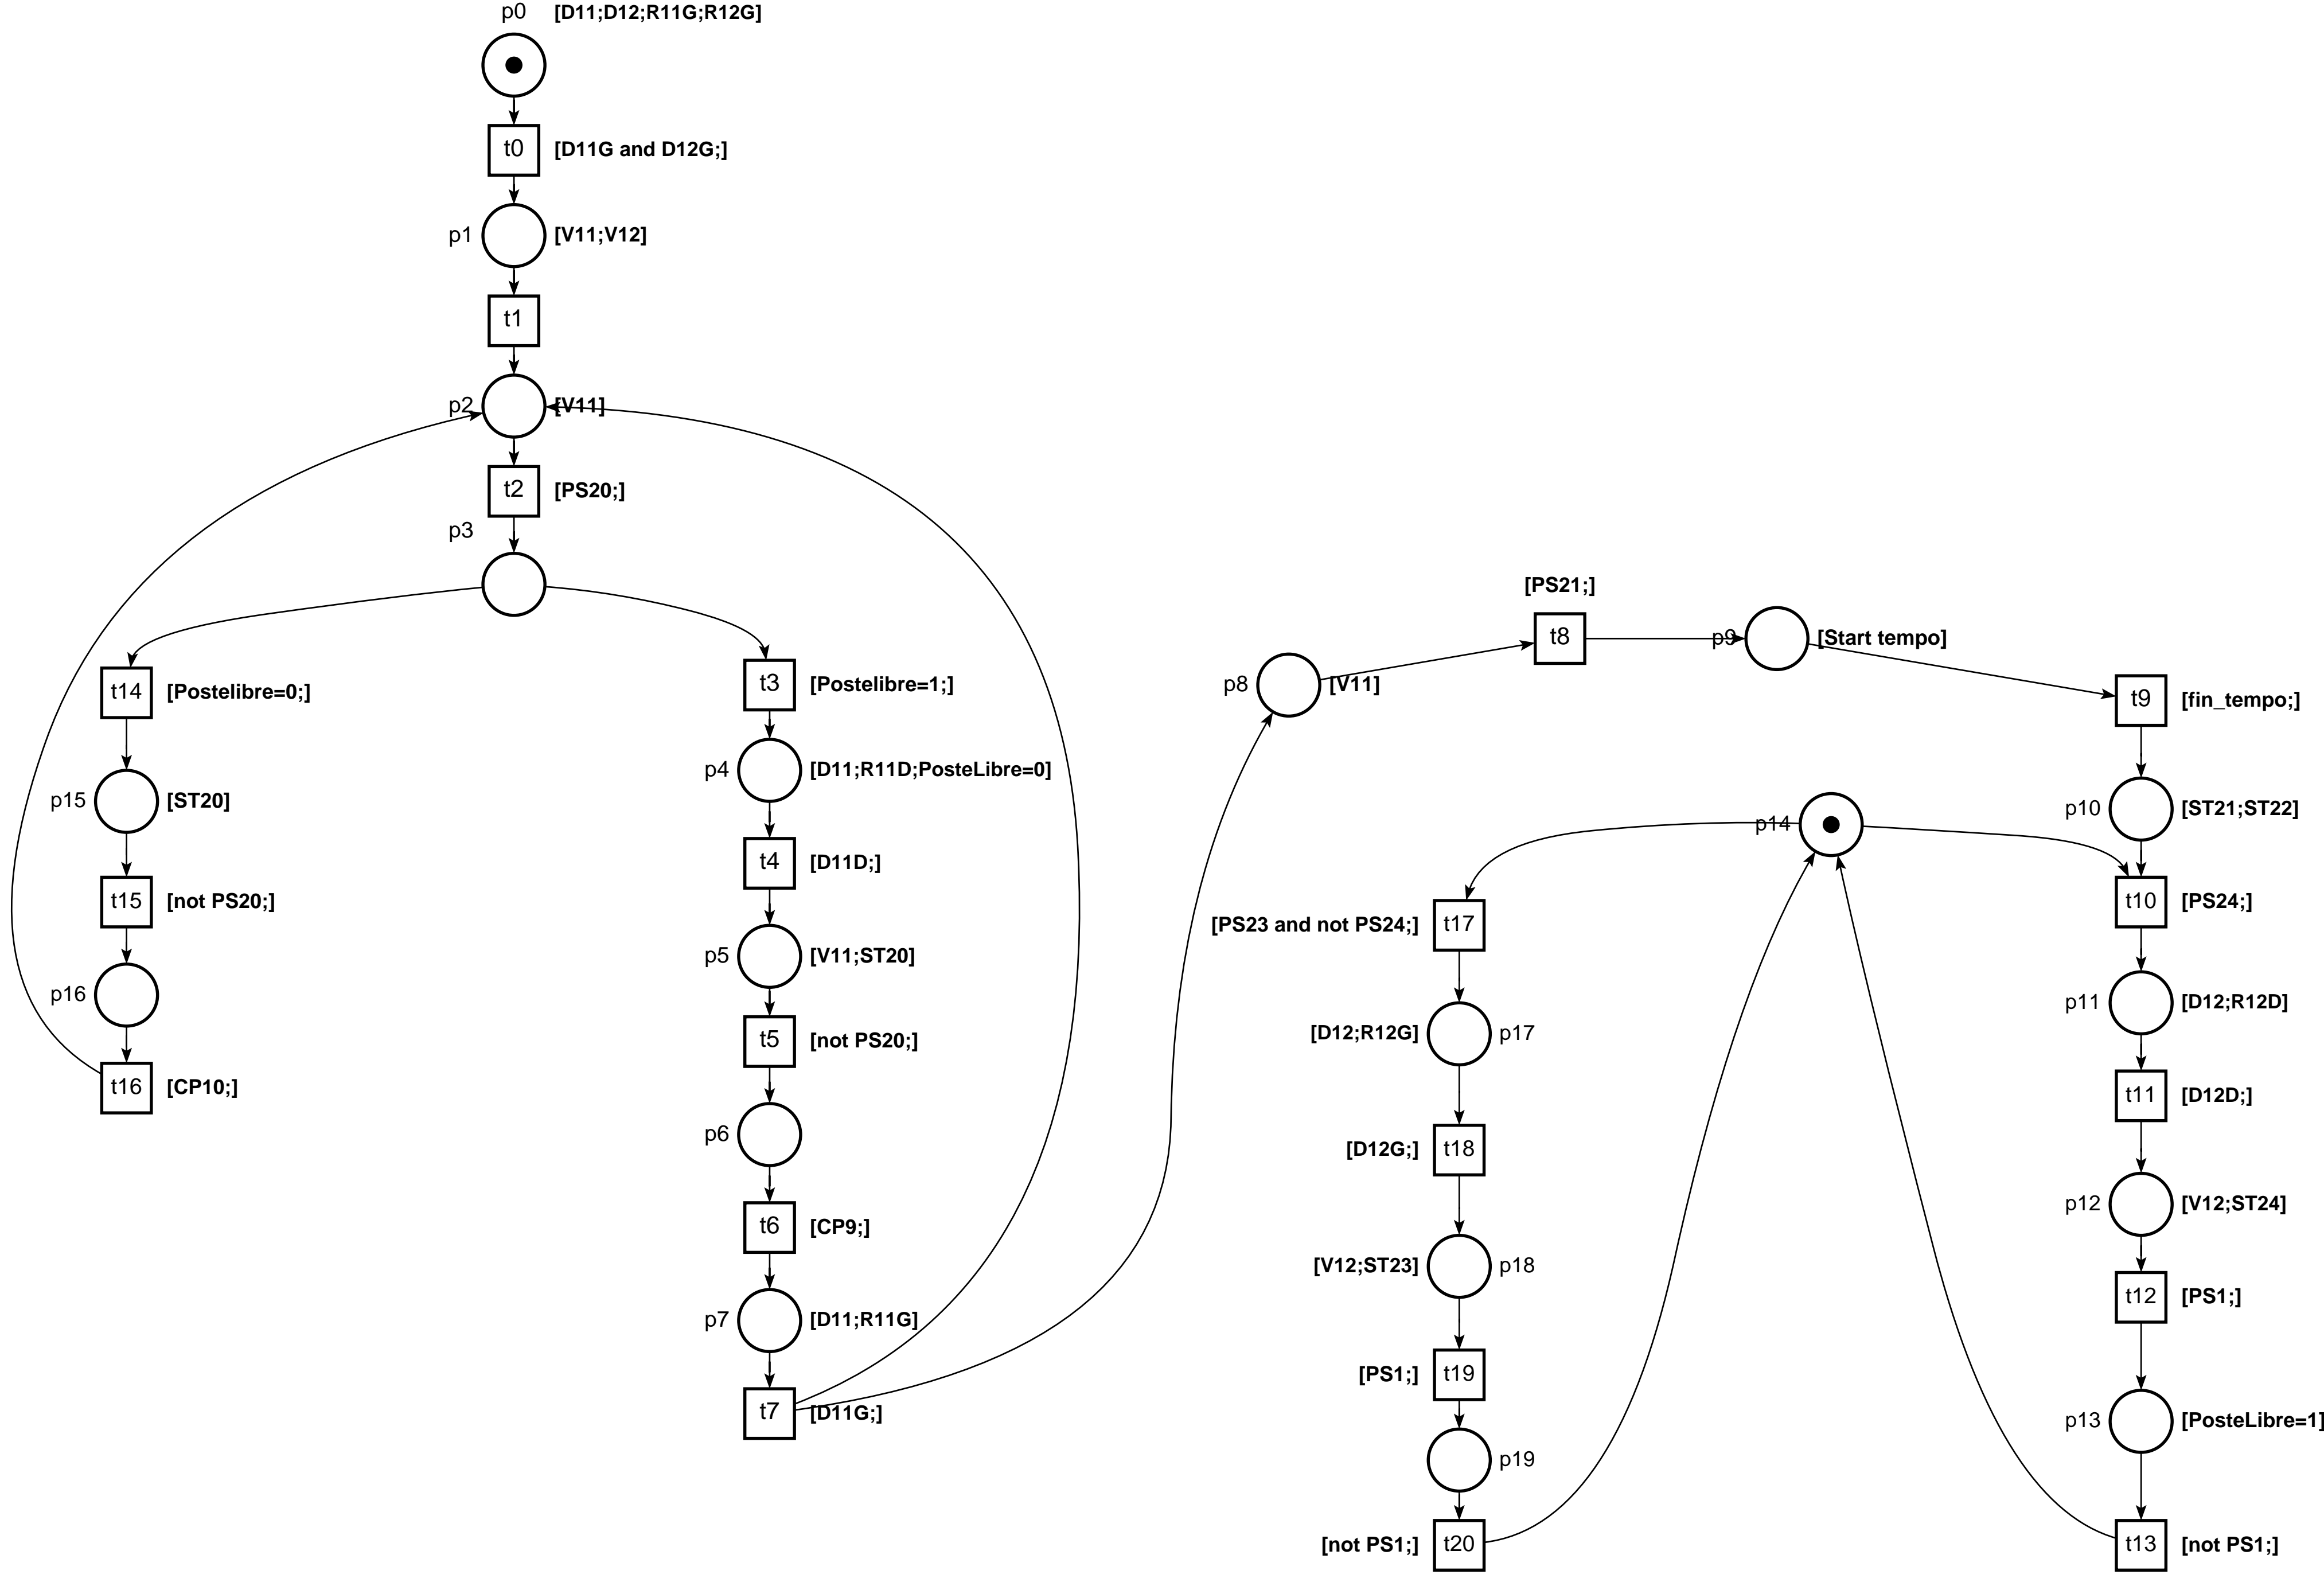 p0 [D11;D12;R11G;R12G]
t0 [D11G and D12G;]
p1 [V11;V12]
t1
p2 [V11]
t2 [PS20;]
p3
t14 [Postelibre=0;]
p15 [ST20]
t15 [not PS20;]
p16
t16 [CP10;]
t3 [Postelibre=1;]
p4 [D11;R11D;PosteLibre=0]
t4 [D11D;]
p5 [V11;ST20]
t5 [not PS20;]
p6
t6 [CP9;]
p7 [D11;R11G]
t7 [D11G;]
p8 [V11]
[PS21;]
t8
p9 [Start tempo]
t9 [fin_tempo;]
p10 [ST21;ST22]
p14
t10 [PS24;]
p11 [D12;R12D]
t11 [D12D;]
p12 [V12;ST24]
t12 [PS1;]
p13 [PosteLibre=1]
t13 [not PS1;]
[PS23 and not PS24;] t17
[D12;R12G] p17
[D12G;] t18
[V12;ST23] p18
[PS1;] t19
p19
[not PS1;] t20